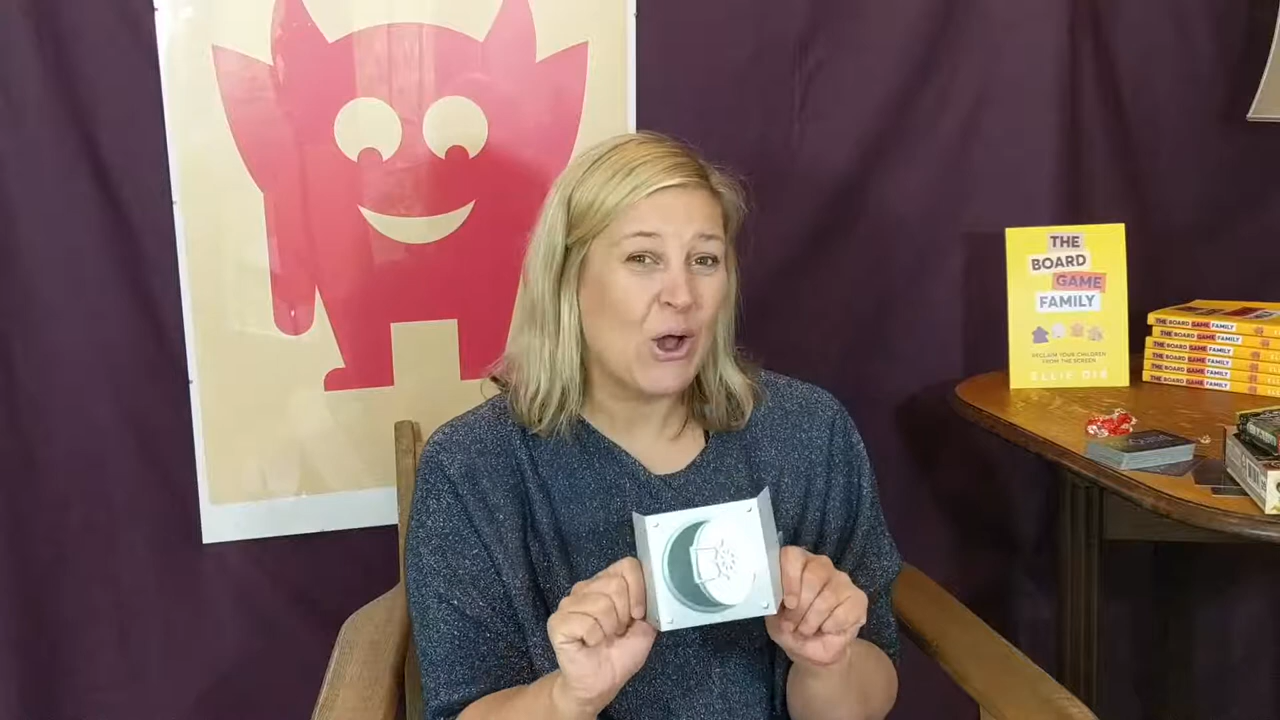 THE
BOARD
GAME
FAMILY
RECLAIM YOUR CHILDREN
FROM THE SCREEN
ELLIE DIX
THE BOARD GAME FAMILY
THE BOARD GAME FAMILY
THE BOARD GAME FAMILY
THE BOARD GAME FAMILY
THE BOARD GAME FAMILY
THE BOARD GAME FAMILY